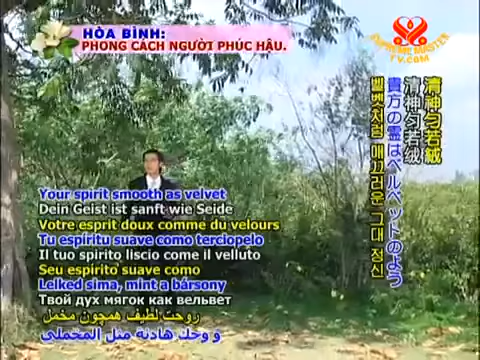 HÒA BÌNH:
PHONG CÁCH NGƯỜI PHÚC HẬU.
SUPREME MASTER
TV.COM
清神勻若絨
清神匀若绒
貴方の霊はベルベットのよう
벨벳처럼 매끄러운 그대 정신
Your spirit smooth as velvet
Dein Geist ist sanft wie Seide
Votre esprit doux comme du velours
Tu espíritu suave como terciopelo
Il tuo spirito liscio come il velluto
Seu espírito suave como
Lelked sima, mint a bársony
Твой дух мягок как вельвет
روحت لطیف همچون مخمل
و وحك هادئة مثل المخملي